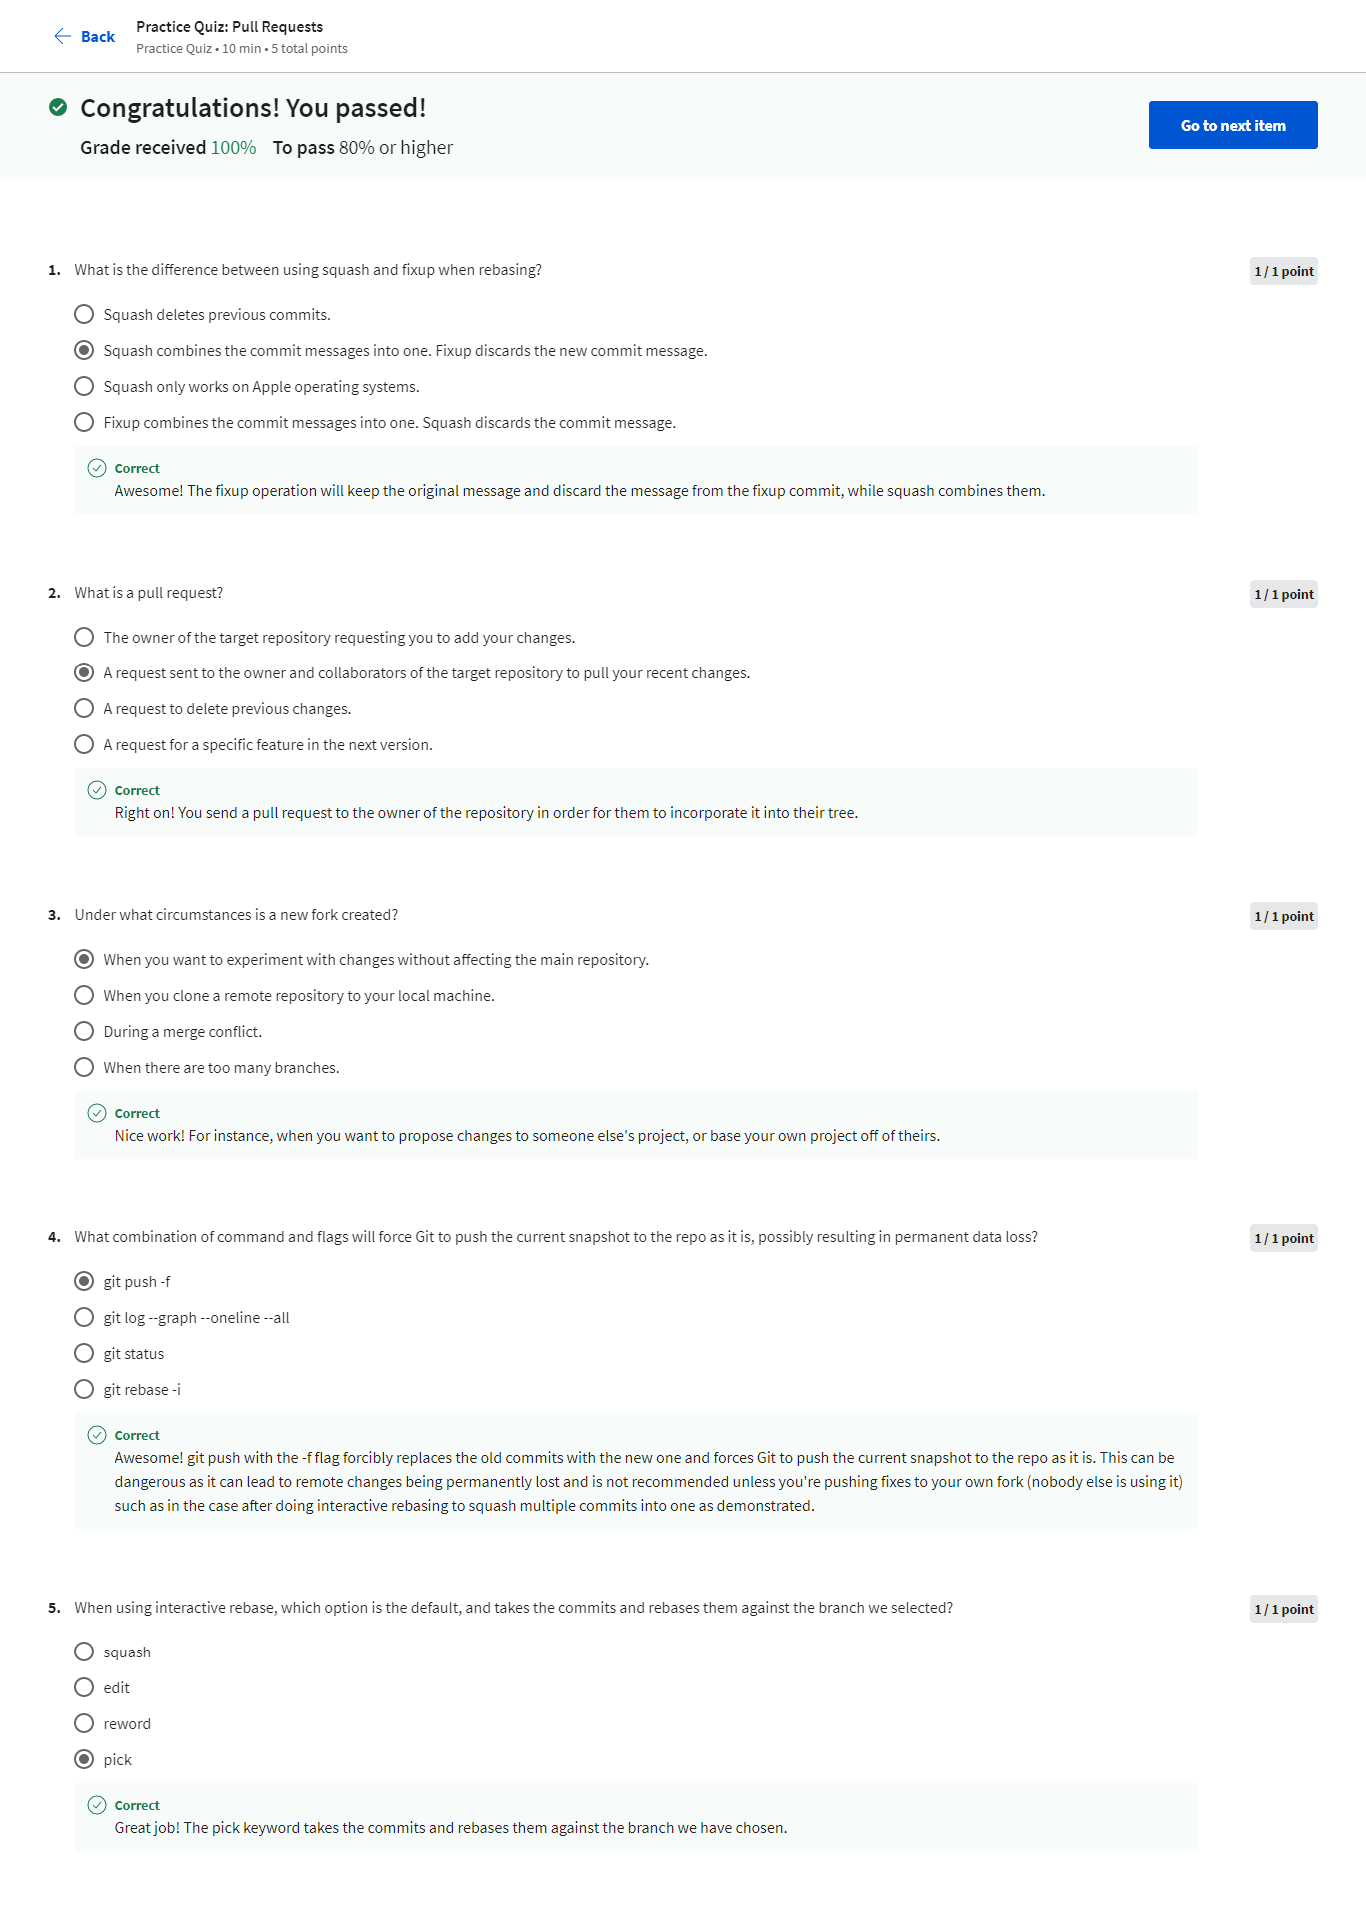 Back
Practice Quiz: Pull Requests
Practice Quiz • 10 min • 5 total points
Congratulations! You passed!
Grade received 100% To pass 80% or higher
Go to next item
1. What is the difference between using squash and fixup when rebasing?
1 / 1 point
Squash deletes previous commits.
Squash combines the commit messages into one. Fixup discards the new commit message.
Squash only works on Apple operating systems.
Fixup combines the commit messages into one. Squash discards the commit message.
Correct
Awesome! The fixup operation will keep the original message and discard the message from the fixup commit, while squash combines them.
2. What is a pull request?
1 / 1 point
The owner of the target repository requesting you to add your changes.
A request sent to the owner and collaborators of the target repository to pull your recent changes.
A request to delete previous changes.
A request for a specific feature in the next version.
Correct
Right on! You send a pull request to the owner of the repository in order for them to incorporate it into their tree.
3. Under what circumstances is a new fork created?
1 / 1 point
When you want to experiment with changes without affecting the main repository.
When you clone a remote repository to your local machine.
During a merge conflict.
When there are too many branches.
Correct
Nice work! For instance, when you want to propose changes to someone else's project, or base your own project off of theirs.
4. What combination of command and flags will force Git to push the current snapshot to the repo as it is, possibly resulting in permanent data loss?
1 / 1 point
git push -f
git log --graph --oneline --all
git status
git rebase -i
Correct
Awesome! git push with the -f flag forcibly replaces the old commits with the new one and forces Git to push the current snapshot to the repo as it is. This can be
dangerous as it can lead to remote changes being permanently lost and is not recommended unless you're pushing fixes to your own fork (nobody else is using it)
such as in the case after doing interactive rebasing to squash multiple commits into one as demonstrated.
5. When using interactive rebase, which option is the default, and takes the commits and rebases them against the branch we selected?
1 / 1 point
squash
edit
reword
pick
Correct
Great job! The pick keyword takes the commits and rebases them against the branch we have chosen.